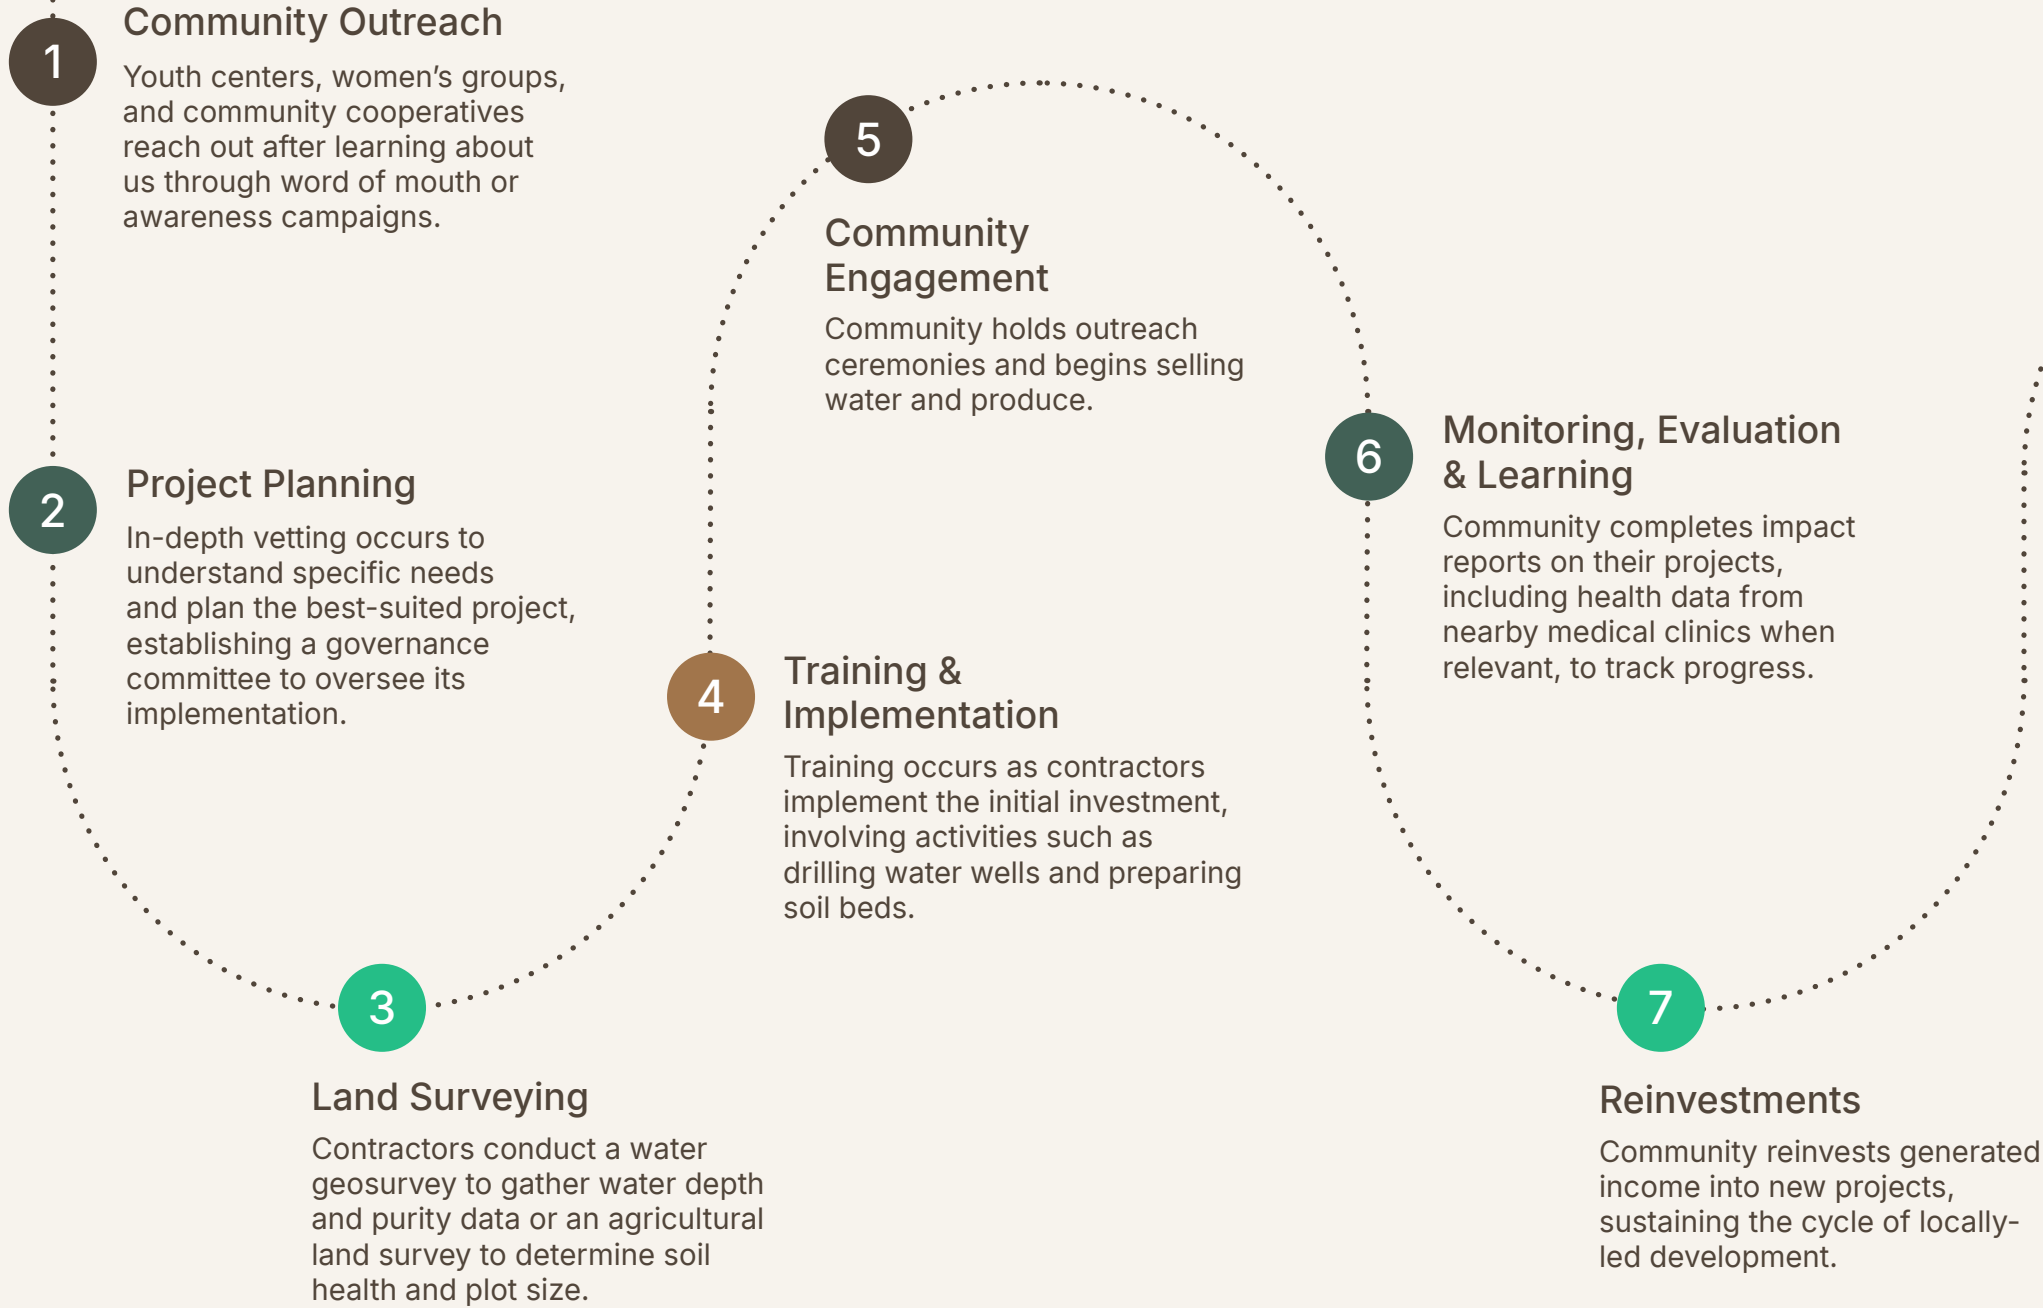 1
Community Outreach
Youth centers, women’s groups,
and community cooperatives
reach out after learning about
us through word of mouth or
awareness campaigns.
2
Project Planning
In-depth vetting occurs to
understand specific needs
and plan the best-suited project,
establishing a governance
committee to oversee its
implementation.
3
Land Surveying
Contractors conduct a water
geosurvey to gather water depth
and purity data or an agricultural
land survey to determine soil
health and plot size.
4
Training &
Implementation
Training occurs as contractors
implement the initial investment,
involving activities such as
drilling water wells and preparing
soil beds.
5
Community
Engagement
Community holds outreach
ceremonies and begins selling
water and produce.
6
Monitoring, Evaluation
& Learning
Community completes impact
reports on their projects,
including health data from
nearby medical clinics when
relevant, to track progress.
7
Reinvestments
Community reinvests generated
income into new projects,
sustaining the cycle of locally-
led development.